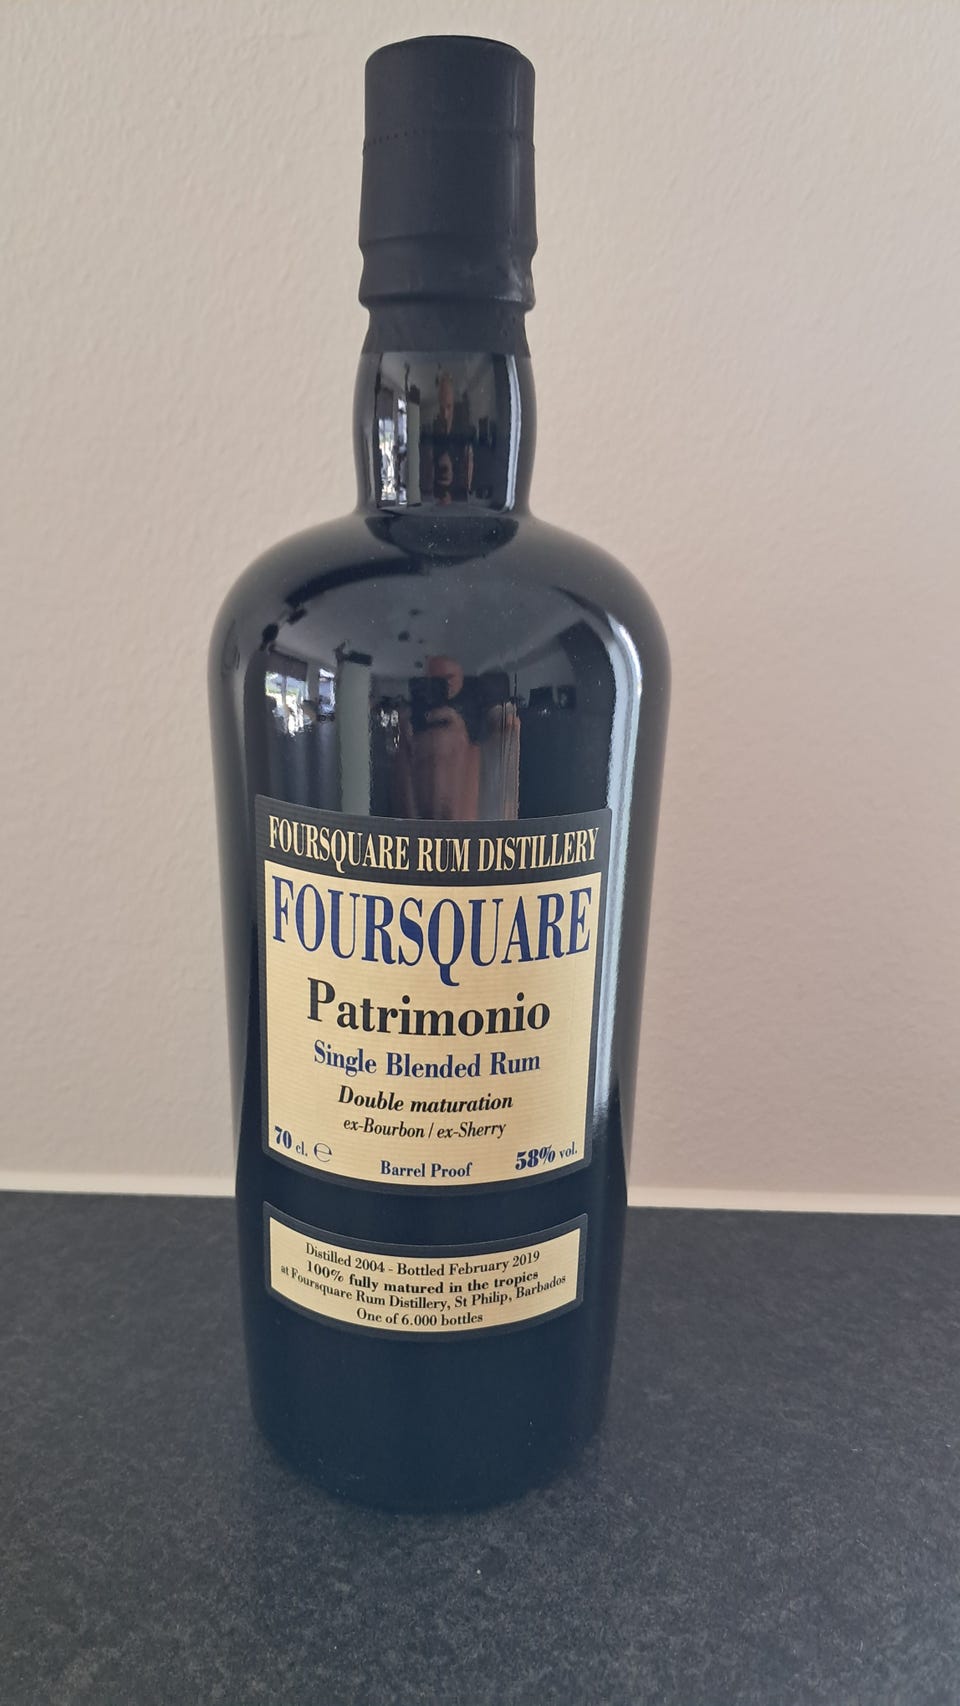 FOURSQUARE RUM DISTILLERY
FOURSQUARE
Patrimonio
Single Blended Rum
Double maturation
ex-Bourbon / ex-Sherry
70 cl. ℮ Barrel Proof 58% vol.
Distilled 2004 - Bottled February 2019
100% fully matured in the tropics
at Foursquare Rum Distillery, St Philip, Barbados
One of 6.000 bottles